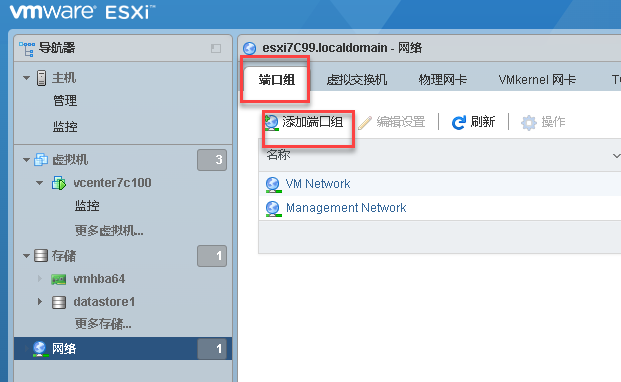 vmware ESXi™
导航器
主机
管理
监控
虚拟机 3
vcenter7c100
监控
更多虚拟机...
存储 1
vmhba64
datastore1
更多存储...
网络 1
esxi7C99.localdomain - 网络
端口组 虚拟交换机 物理网卡 VMkernel 网卡 TC
添加端口组 编辑设置 刷新 操作
名称
VM Network
Management Network